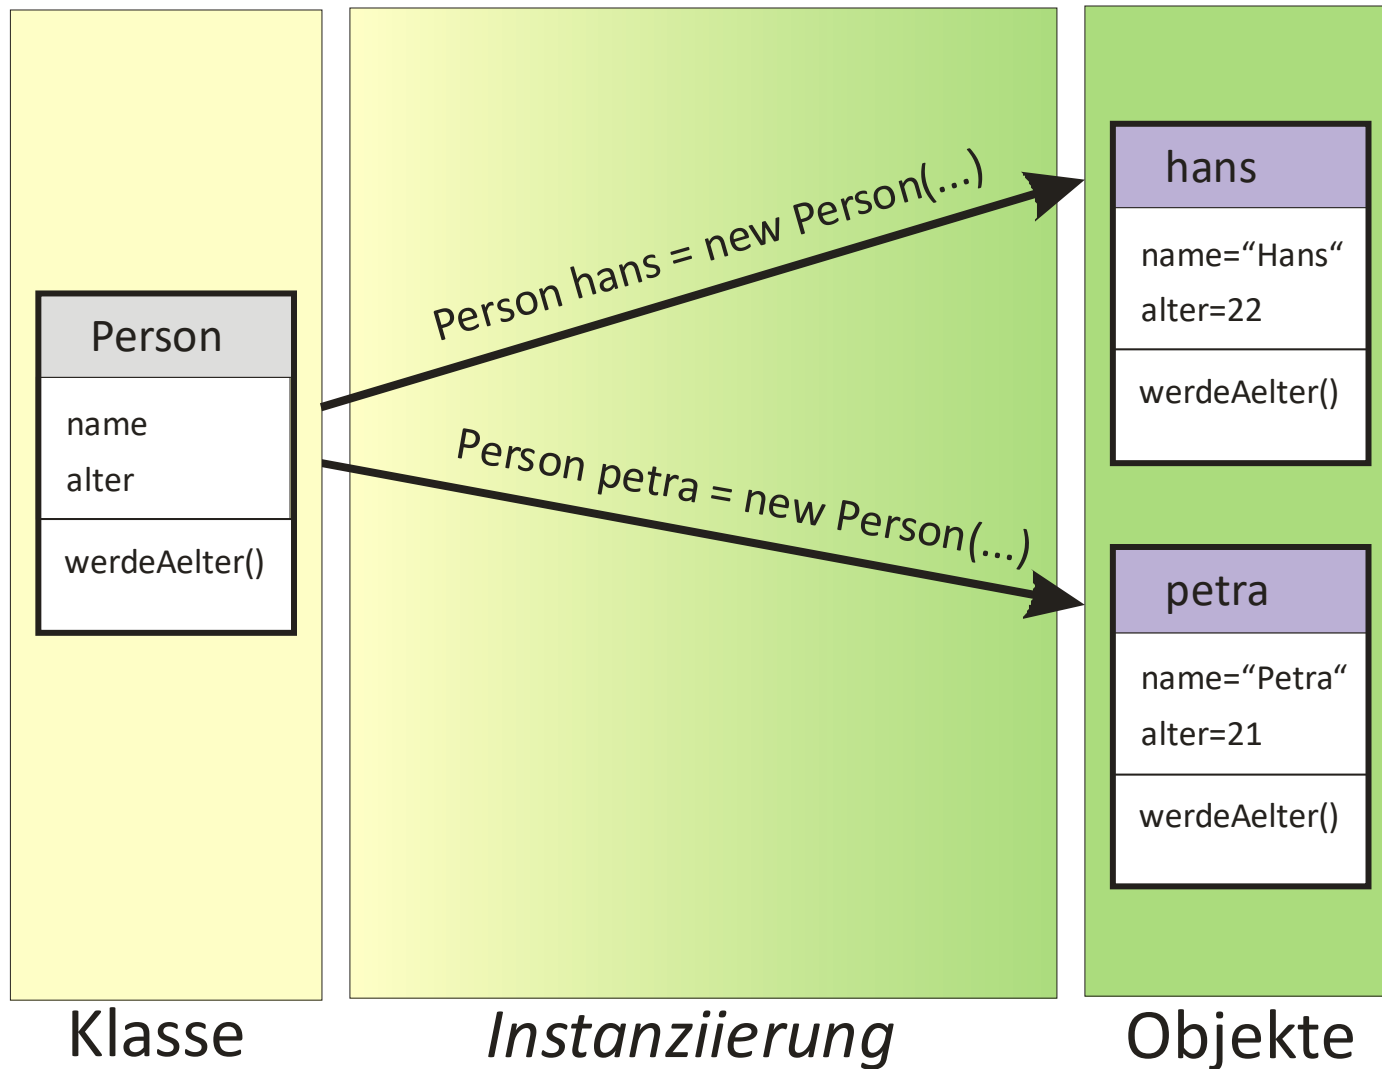 Person
name
alter
werdeAelter()
Person hans = new Person(...)
Person petra = new Person(...)
hans
name=“Hans“
alter=22
werdeAelter()
petra
name=“Petra“
alter=21
werdeAelter()
Klasse
Instanziierung
Objekte